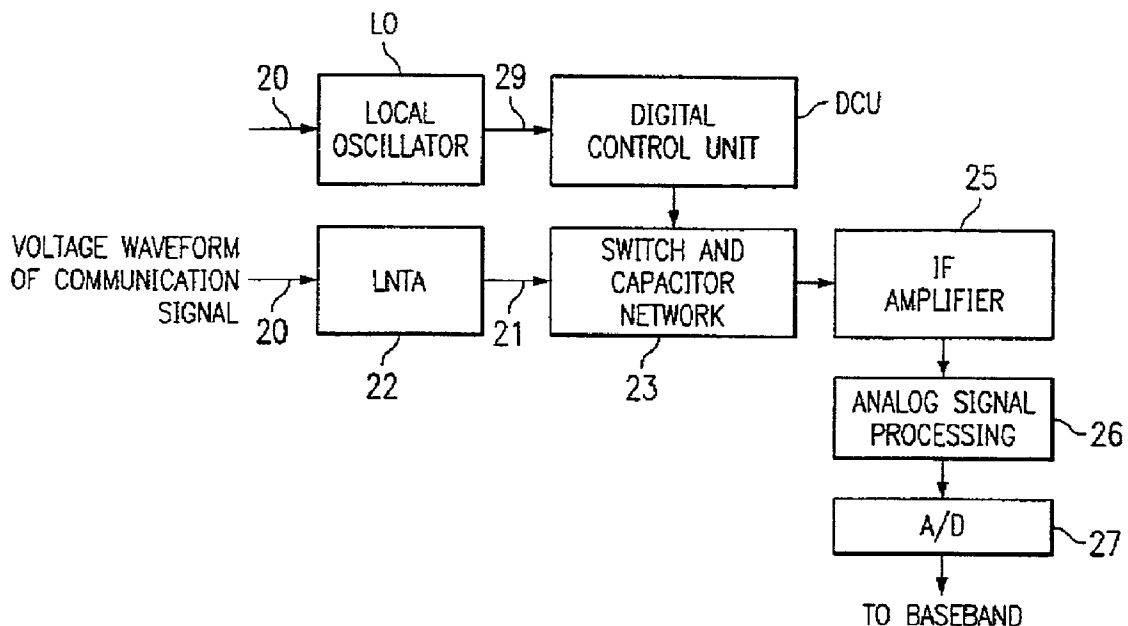 LO
20
29
LOCAL
OSCILLATOR
DIGITAL
CONTROL UNIT
DCU
25
VOLTAGE WAVEFORM
OF COMMUNICATION
SIGNAL
20
LNTA
21
SWITCH AND
CAPACITOR
NETWORK
IF
AMPLIFIER
22
23
ANALOG SIGNAL
PROCESSING
26
A/D
27
TO BASEBAND